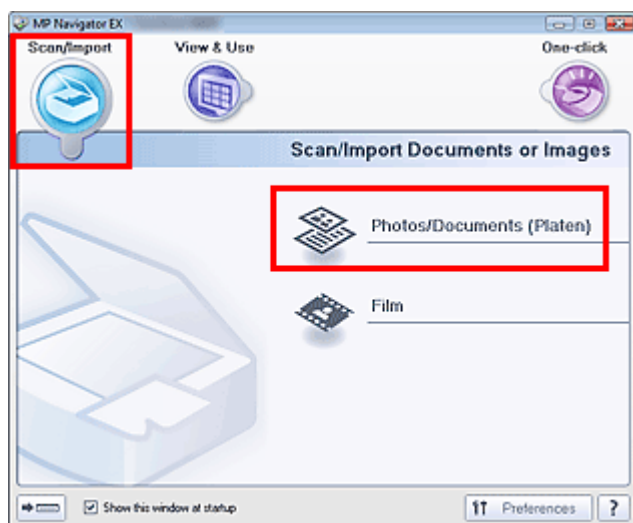 MP Navigator EX
Scan/Import View & Use One-click
Scan/Import Documents or Images
Photos/Documents (Platen)
Film
Show this window at startup
Preferences ?